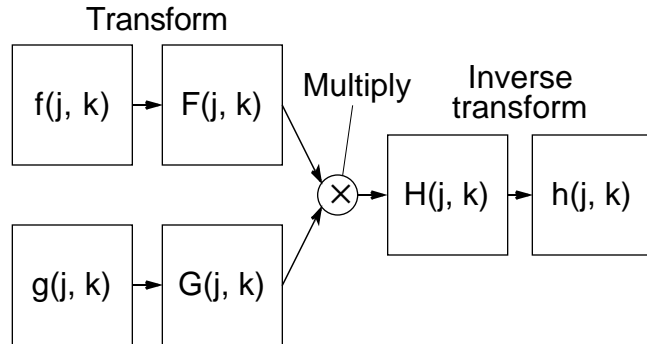 Transform
f(j, k)
F(j, k)
Multiply
Inverse
transform
×
H(j, k)
h(j, k)
g(j, k)
G(j, k)